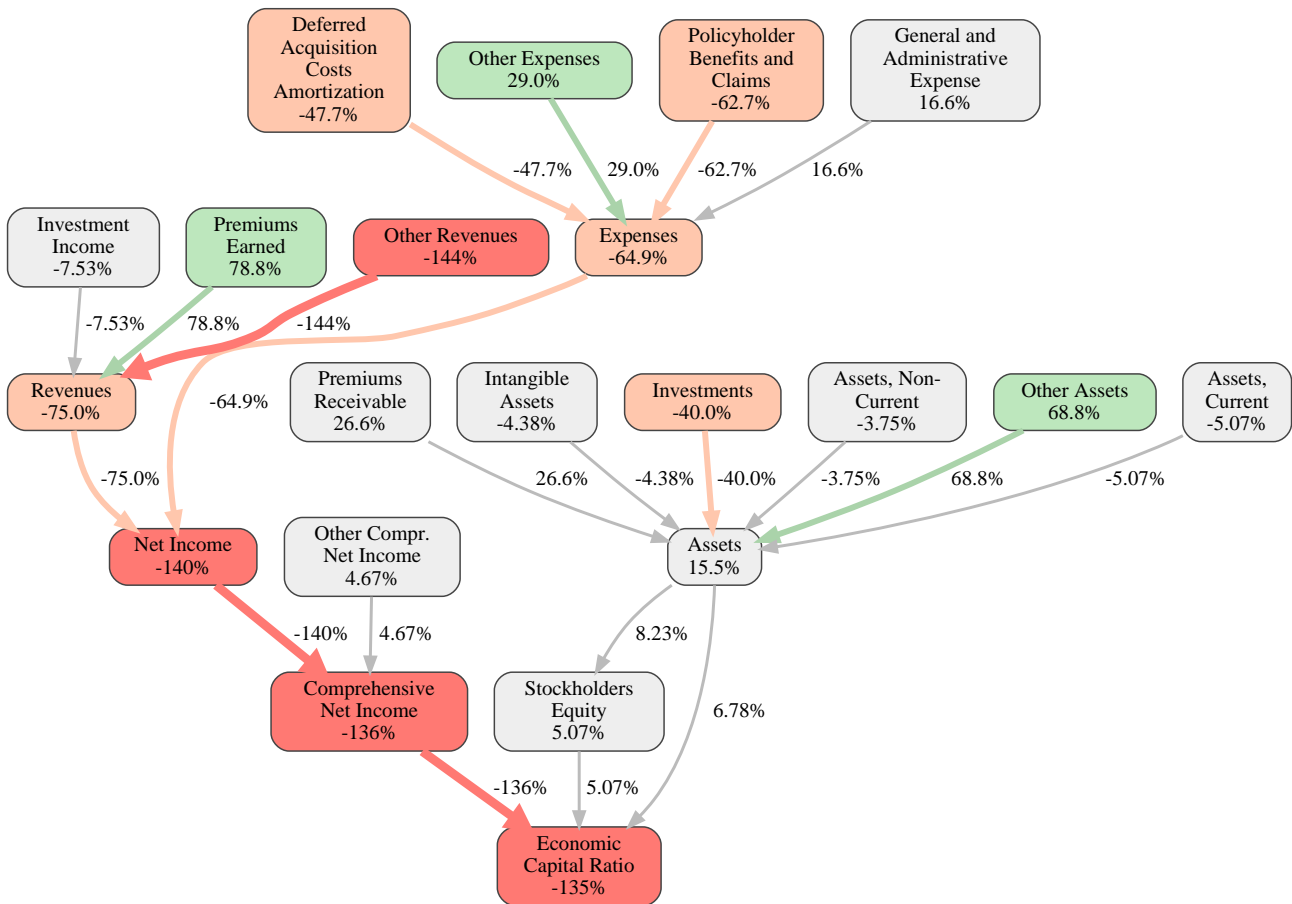 Deferred
Acquisition
Costs
Amortization
-47.7%
Other Expenses
29.0%
Policyholder
Benefits and
Claims
-62.7%
General and
Administrative
Expense
16.6%
-47.7%
29.0%
-62.7%
16.6%
Investment
Income
-7.53%
Premiums
Earned
78.8%
Other Revenues
-144%
Expenses
-64.9%
-7.53%
78.8%
-144%
Revenues
-75.0%
-64.9%
Premiums
Receivable
26.6%
Intangible
Assets
-4.38%
Investments
-40.0%
Assets, Non-
Current
-3.75%
Other Assets
68.8%
Assets,
Current
-5.07%
-75.0%
26.6%
-4.38%
-40.0%
-3.75%
68.8%
-5.07%
Net Income
-140%
Other Compr.
Net Income
4.67%
Assets
15.5%
-140%
4.67%
8.23%
Comprehensive
Net Income
-136%
Stockholders
Equity
5.07%
6.78%
-136%
5.07%
Economic
Capital Ratio
-135%